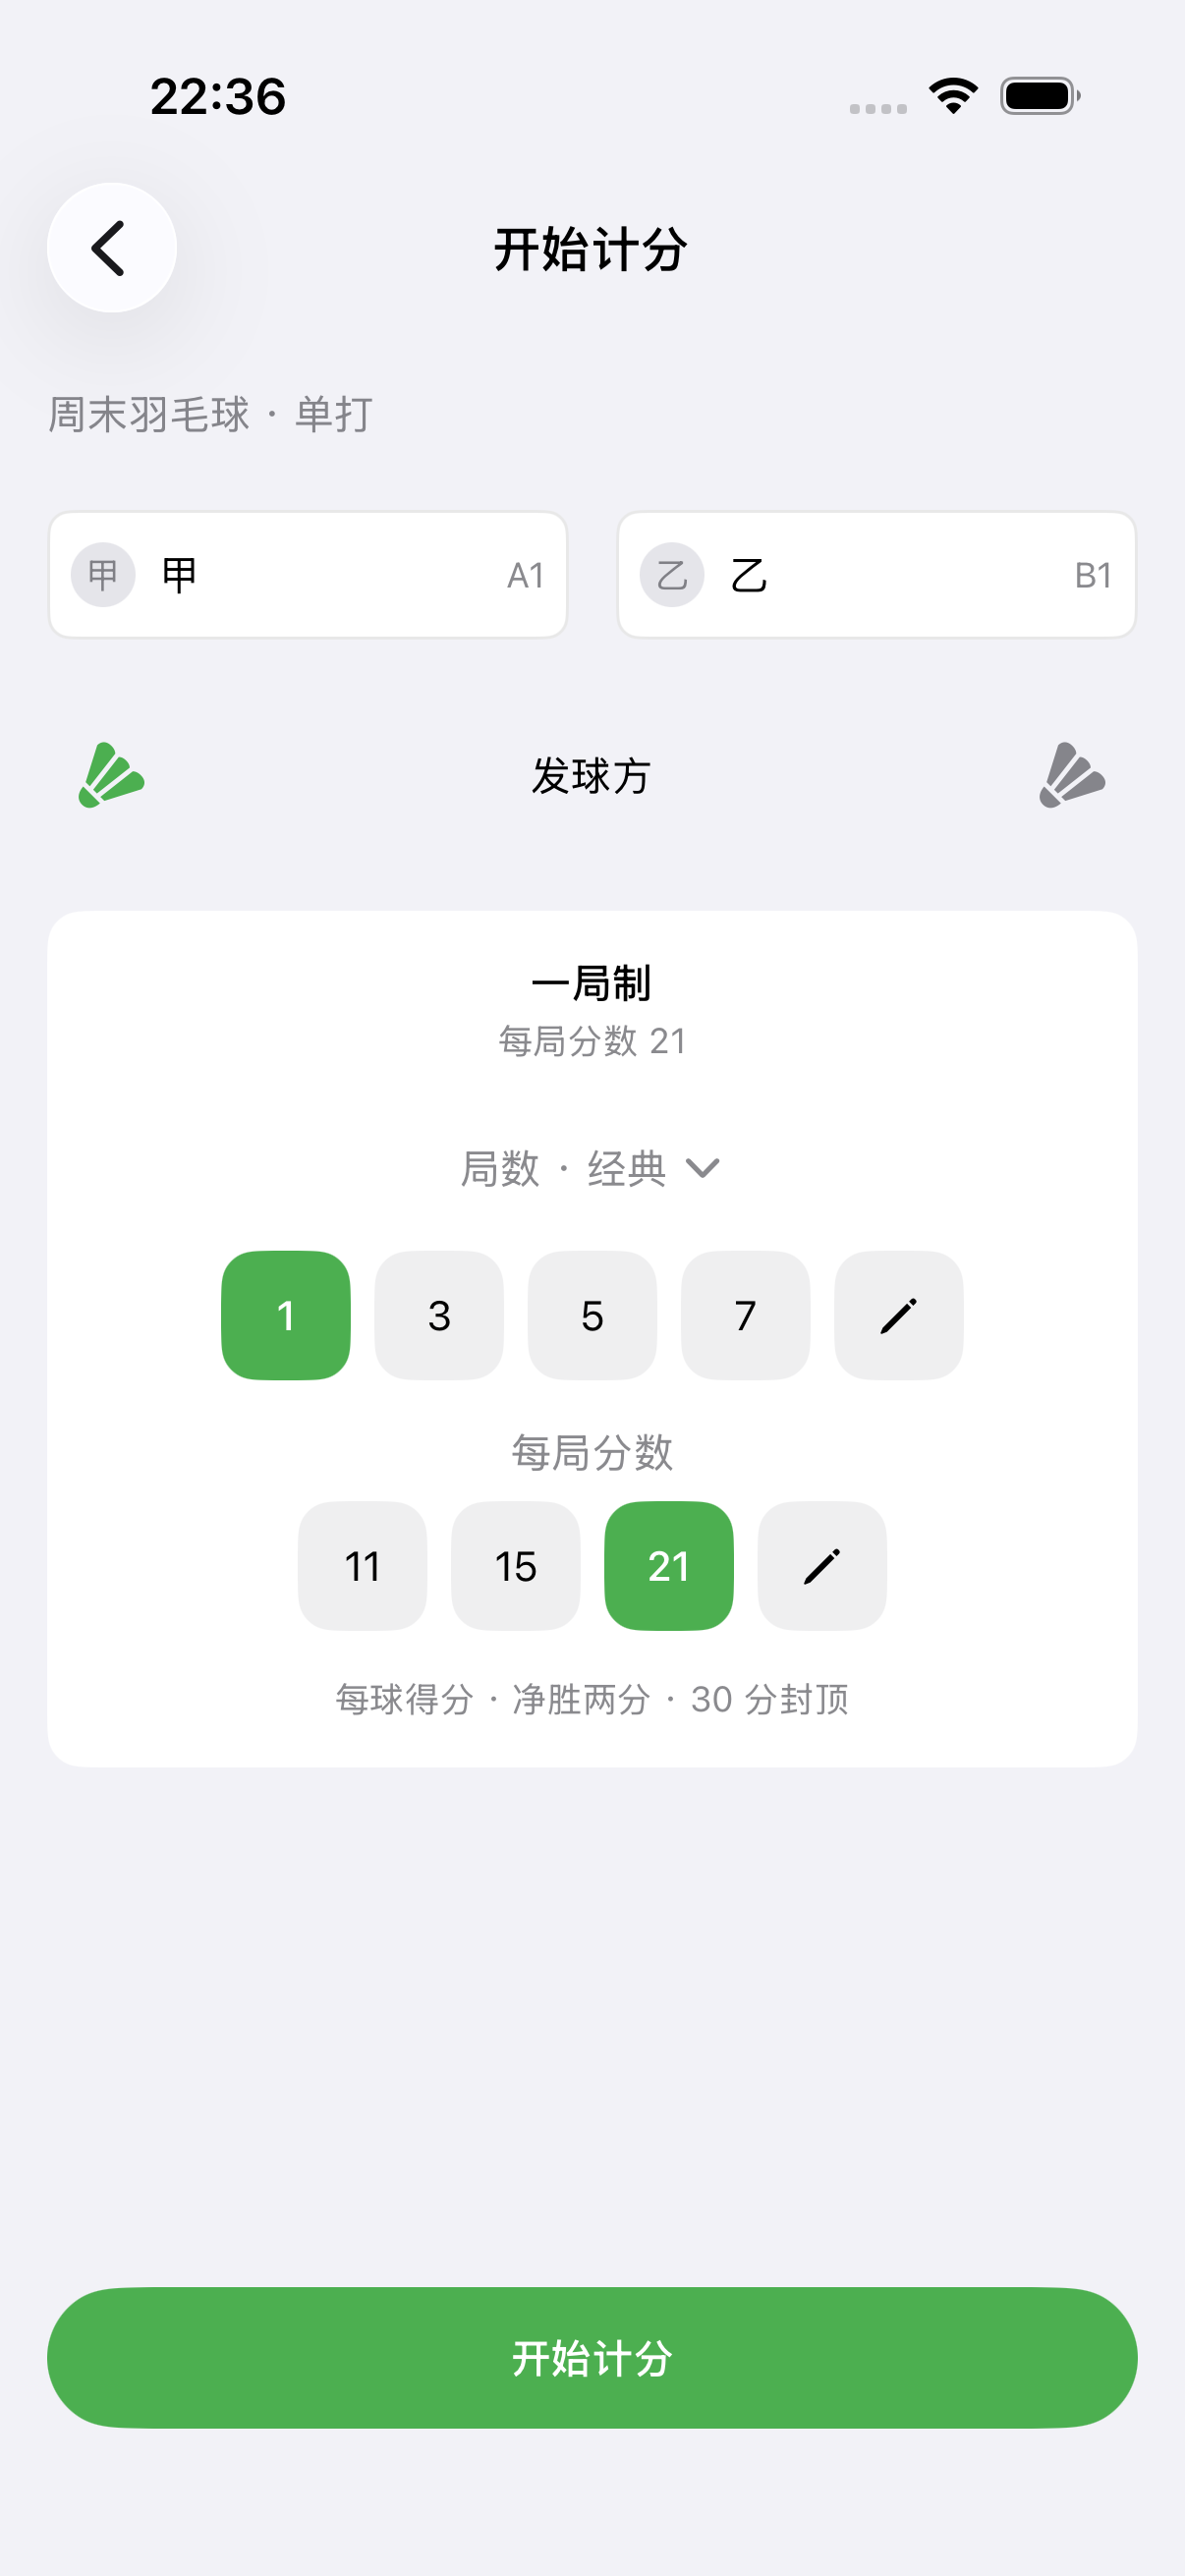 22:36
开始计分
周末羽毛球 · 单打
甲 甲 A1 乙 乙 B1
发球方
一局制
每局分数 21
局数 · 经典
1 3 5 7
每局分数
11 15 21
每球得分 · 净胜两分 · 30 分封顶
开始计分